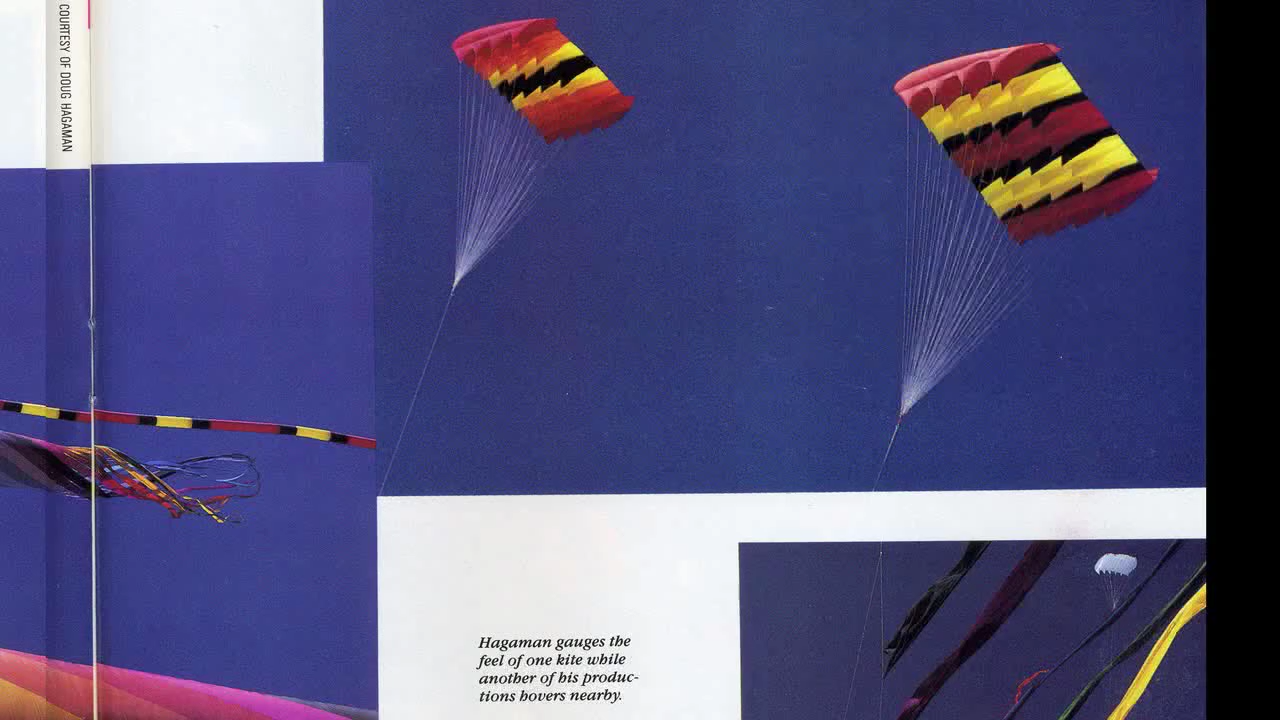 COURTESY OF DOUG HAGAMAN
Hagaman gauges the
feel of one kite while
another of his produc-
tions hovers nearby.